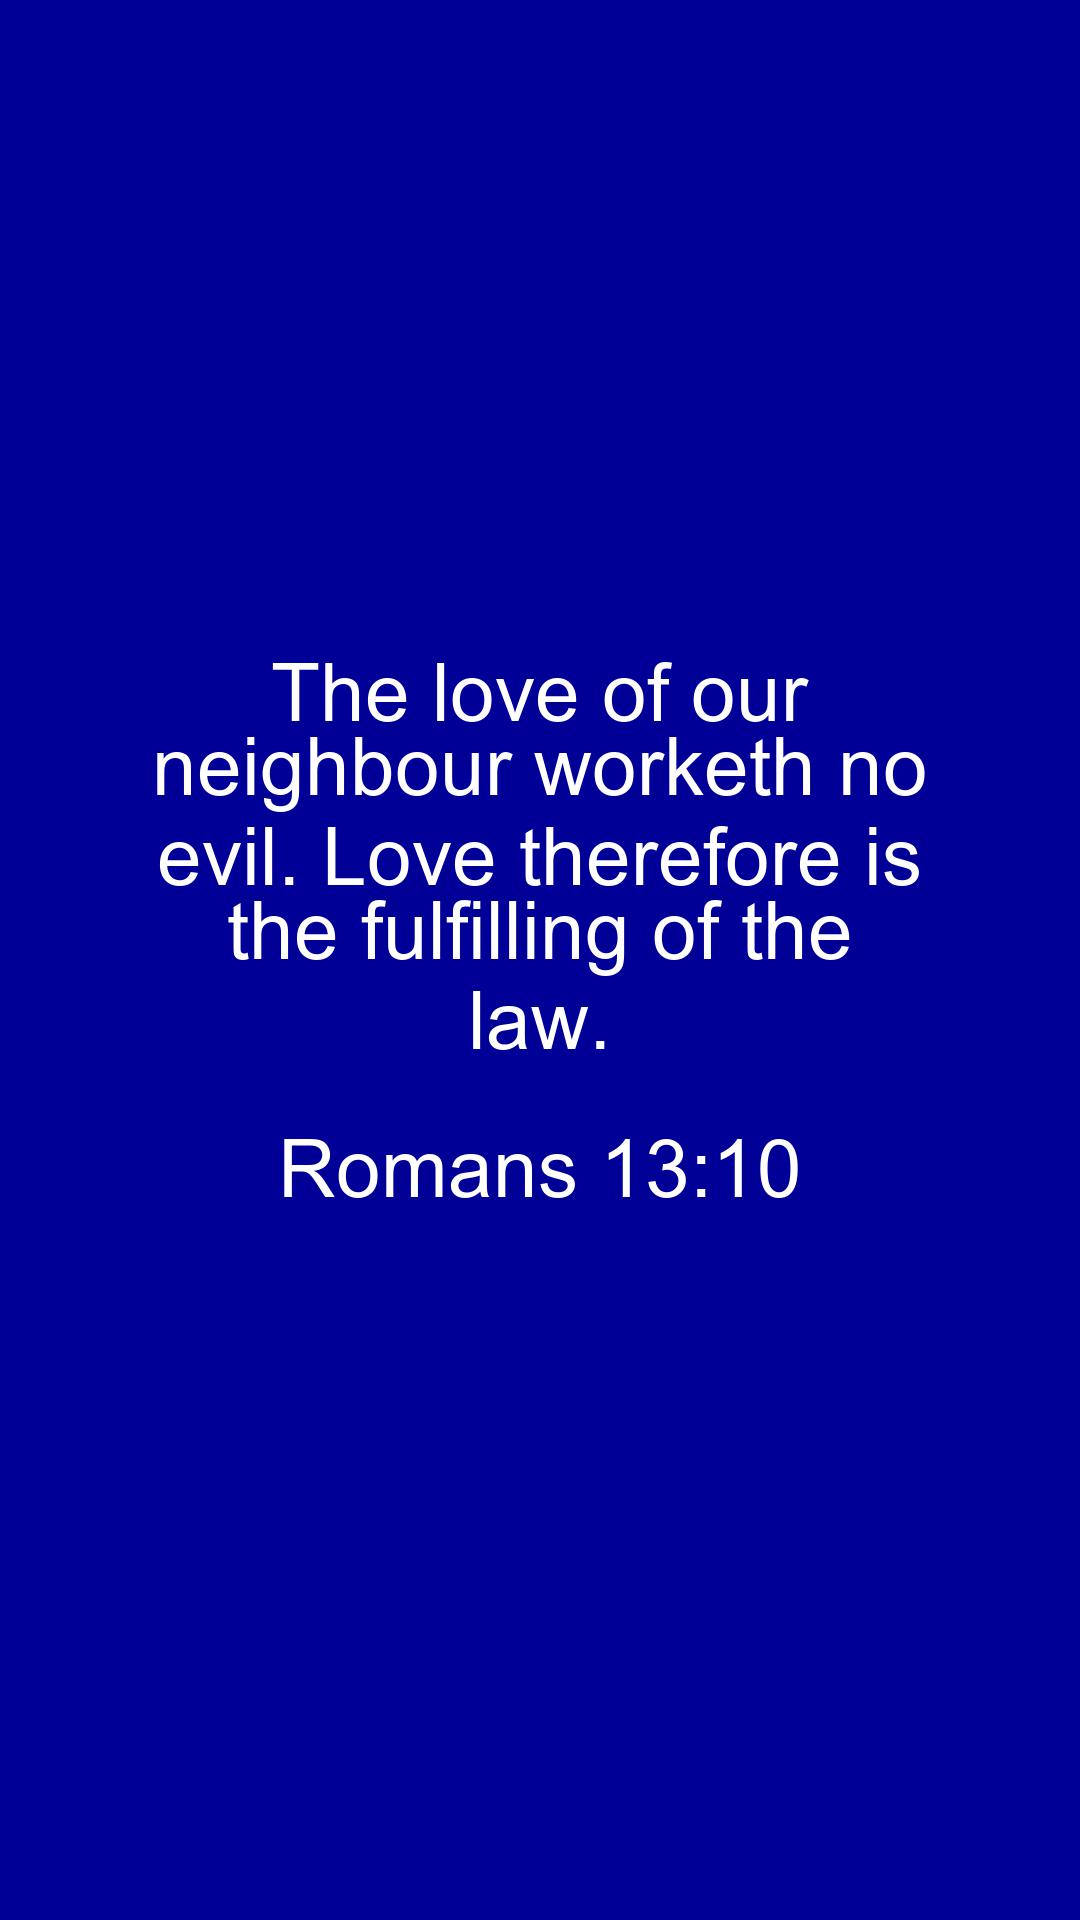 The love of our
neighbour worketh no
evil. Love therefore is
the fulfilling of the
law.
Romans 13:10